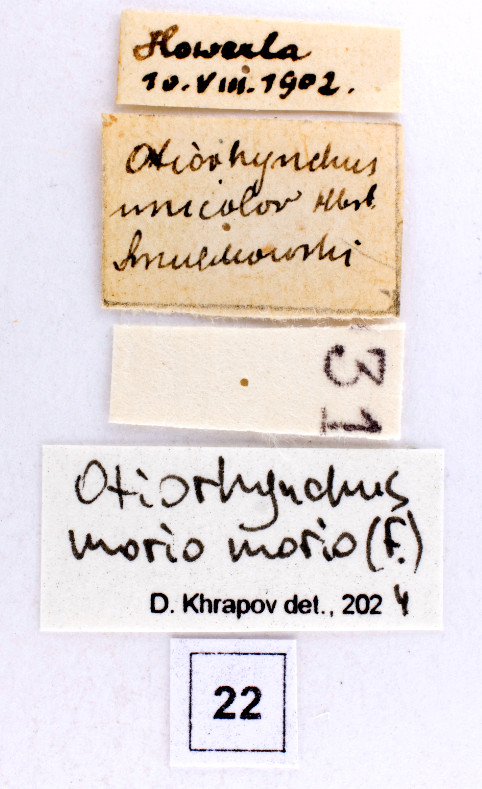 Howerla
10.VIII.1902.
Otiorhynchus
unicolor Hbst.
31
Otiorhynchus
morio morio (F.)
D. Khrapov det., 2024
22